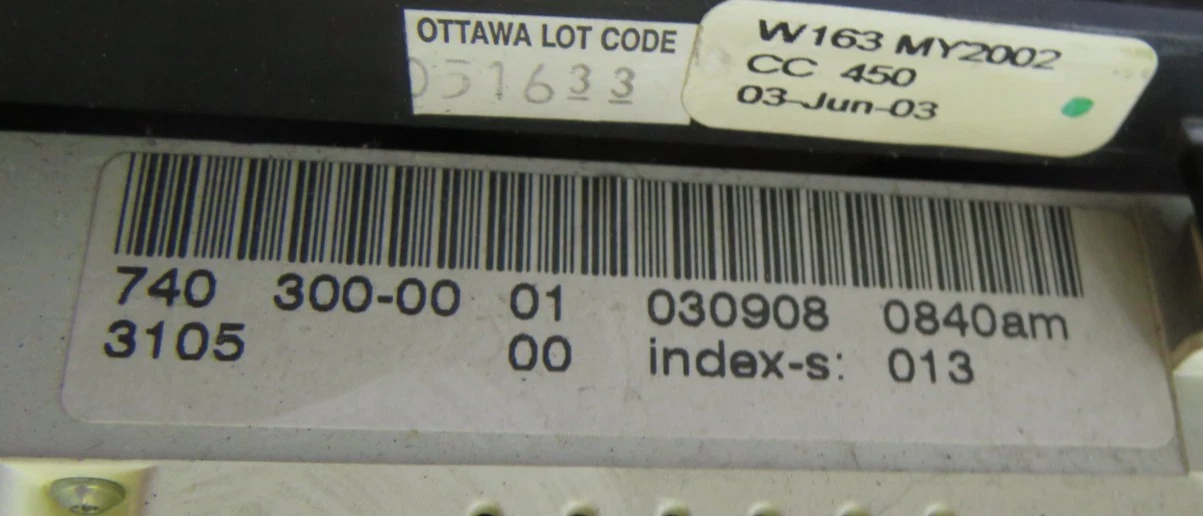 OTTAWA LOT CODE
051633
W163 MY2002
CC 450
03-Jun-03
740 300-00 01 030908 0840am
3105 00 index-s: 013